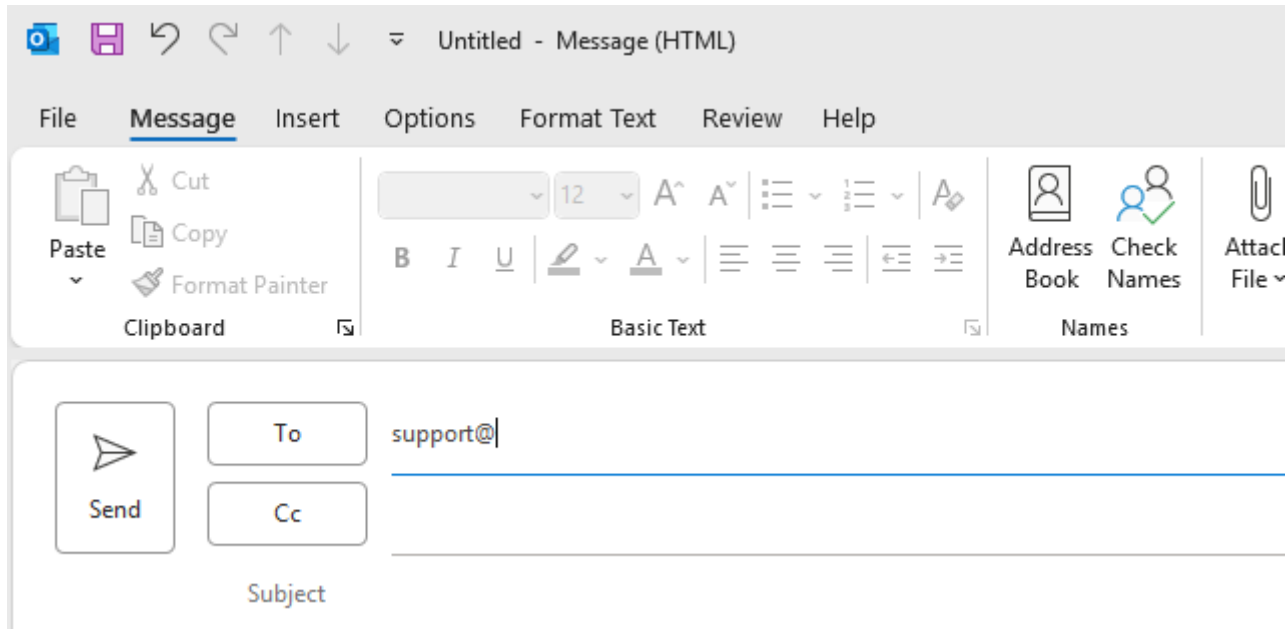 Untitled - Message (HTML)
File Message Insert Options Format Text Review Help
Paste
Cut
Copy
Format Painter
Clipboard
12
Basic Text
Address Book
Check Names
Names
Attach
File
Send
To
support@
Cc
Subject